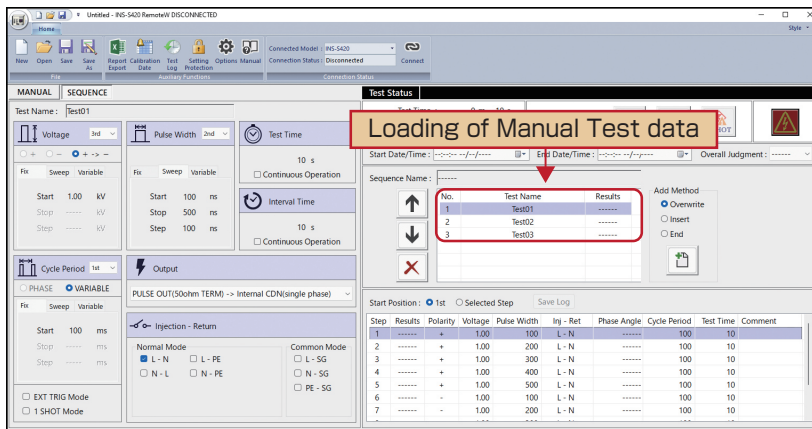 Untitled - INS-S420 RemoteW DISCONNECTED
Home
Style
New Open Save Save As Report Export Calibration Date Test Log Setting Protection Options Manual
Connected Model : INS-S420
Connection Status : Disconnected
Connect
File Auxiliary Functions Connection Status
MANUAL SEQUENCE
Test Name : Test01
Voltage 3rd
+ - + -> -
Fix Sweep Variable
Start 1.00 kV
Stop ----- kV
Step ----- kV
Pulse Width 2nd
Fix Sweep Variable
Start 100 ns
Stop 500 ns
Step 100 ns
Test Time
10 s
Continuous Operation
Interval Time
10 s
Continuous Operation
Cycle Period 1st
PHASE VARIABLE
Fix Sweep Variable
Start 100 ms
Stop ----- ms
Step ----- ms
EXT TRIG Mode
1 SHOT Mode
Output
PULSE OUT(50ohm TERM) -> Internal CDN(single phase)
Injection - Return
Normal Mode Common Mode
L - N L - PE L - SG
N - L N - PE N - SG
PE - SG
Test Status
Loading of Manual Test data
Start Date/Time : --:--:-- --/--/---- End Date/Time : --:--:-- --/--/---- Overall Judgment : ------
Sequence Name : ------
No. Test Name Results
1 Test01 ------
2 Test02 ------
3 Test03 ------
Add Method
Overwrite
Insert
End
Start Position : 1st Selected Step Save Log
Step Results Polarity Voltage Pulse Width Inj - Ret Phase Angle Cycle Period Test Time Comment
1 ------ + 1.00 100 L - N ------ 100 10
2 ------ + 1.00 200 L - N ------ 100 10
3 ------ + 1.00 300 L - N ------ 100 10
4 ------ + 1.00 400 L - N ------ 100 10
5 ------ + 1.00 500 L - N ------ 100 10
6 ------ - 1.00 100 L - N ------ 100 10
7 ------ - 1.00 200 L - N ------ 100 10